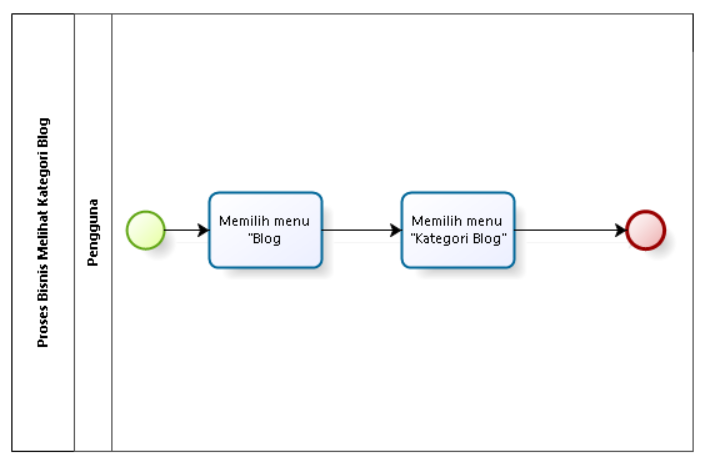 Proses Bisnis Melihat Kategori Blog
Pengguna
Memilih menu
"Blog
Memilih menu
"Kategori Blog"